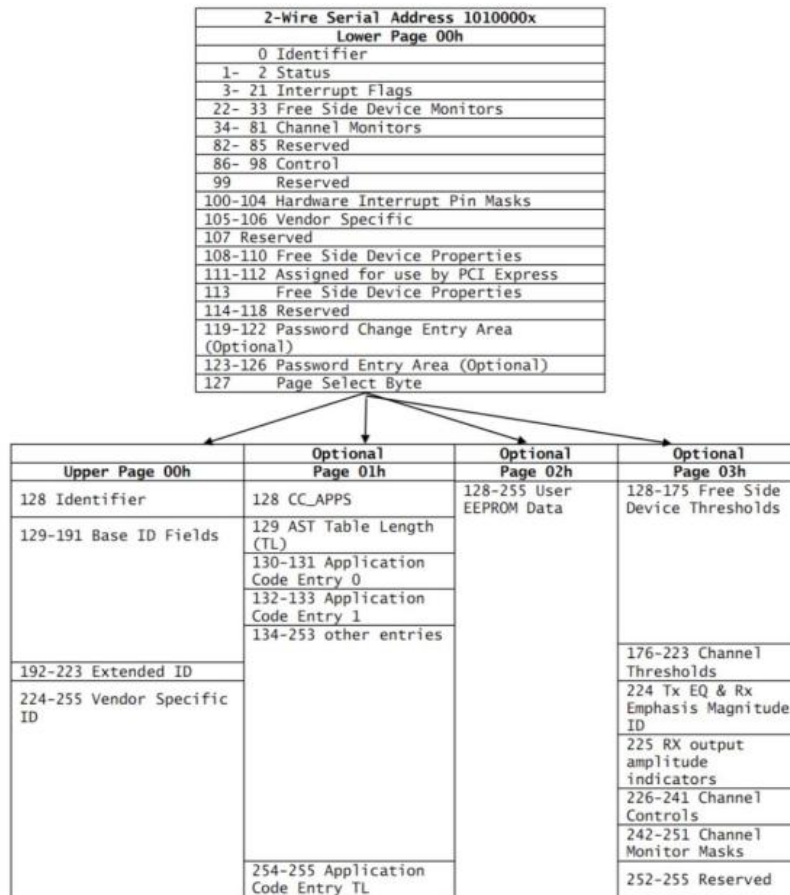 2-Wire Serial Address 1010000x
Lower Page 00h
0 Identifier
1- 2 Status
3- 21 Interrupt Flags
22- 33 Free Side Device Monitors
34- 81 Channel Monitors
82- 85 Reserved
86- 98 Control
99 Reserved
100-104 Hardware Interrupt Pin Masks
105-106 Vendor Specific
107 Reserved
108-110 Free Side Device Properties
111-112 Assigned for use by PCI Express
113 Free Side Device Properties
114-118 Reserved
119-122 Password Change Entry Area
(Optional)
123-126 Password Entry Area (Optional)
127 Page Select Byte
Upper Page 00h
128 Identifier
129-191 Base ID Fields
192-223 Extended ID
224-255 Vendor Specific
ID
Optional
Page 01h
128 CC_APPS
129 AST Table Length
(TL)
130-131 Application
Code Entry 0
132-133 Application
Code Entry 1
134-253 other entries
254-255 Application
Code Entry TL
Optional
Page 02h
128-255 User
EEPROM Data
Optional
Page 03h
128-175 Free Side
Device Thresholds
176-223 Channel
Thresholds
224 Tx EQ & Rx
Emphasis Magnitude
ID
225 RX output
amplitude
indicators
226-241 Channel
Controls
242-251 Channel
Monitor Masks
252-255 Reserved